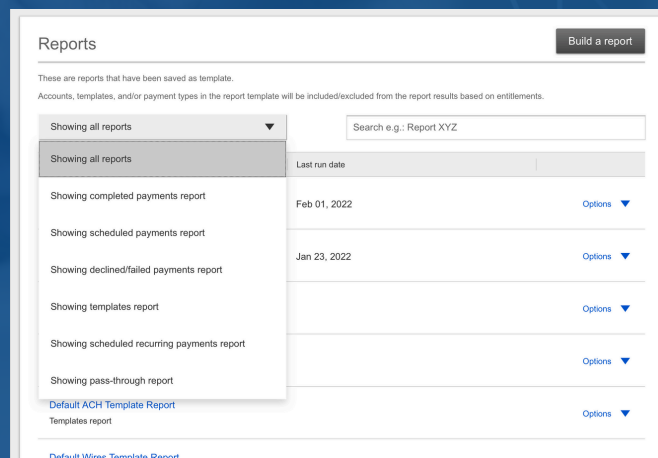 Reports
Build a report
These are reports that have been saved as template.
Accounts, templates, and/or payment types in the report template will be included/excluded from the report results based on entitlements.
Showing all reports
Search e.g.: Report XYZ
Showing all reports
Last run date
Showing completed payments report
Feb 01, 2022
Options
Showing scheduled payments report
Showing declined/failed payments report
Jan 23, 2022
Options
Showing templates report
Options
Showing scheduled recurring payments report
Options
Showing pass-through report
Default ACH Template Report
Templates report
Options
Default Wires Template Report